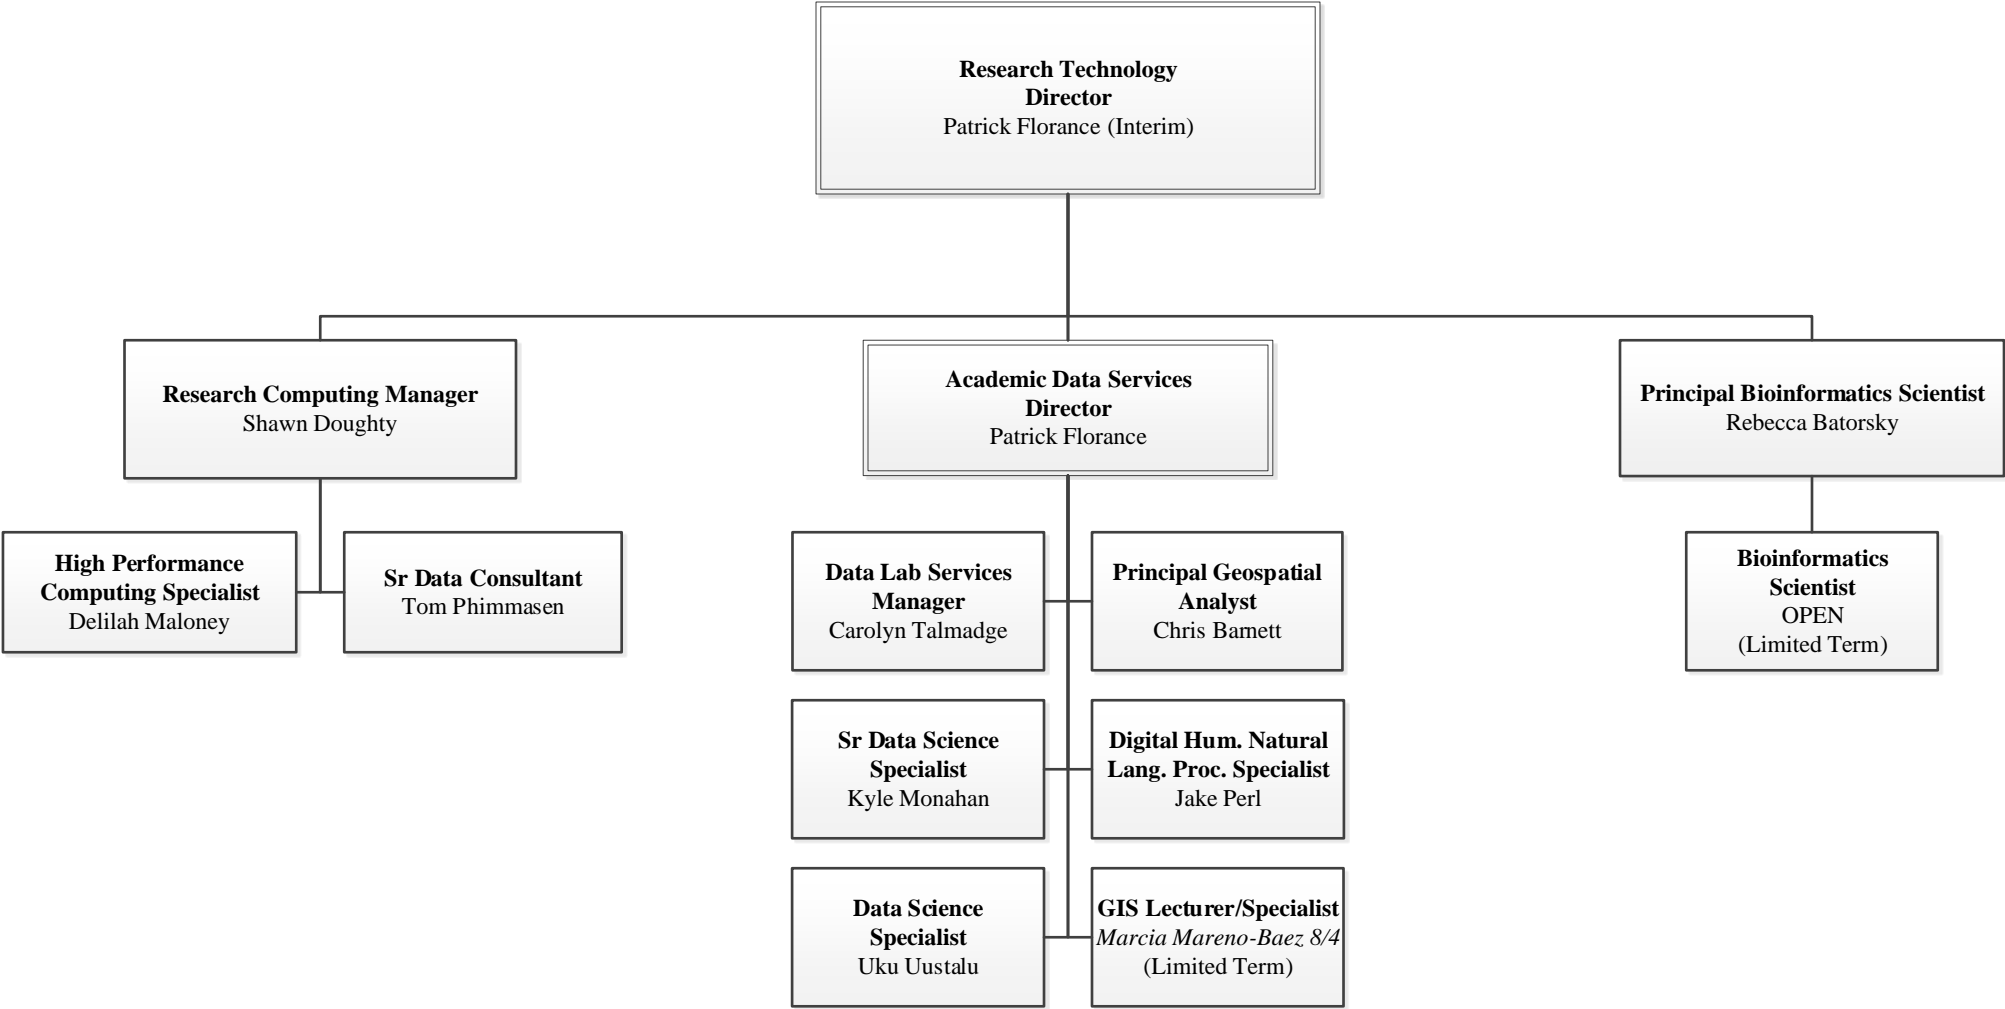 Research Technology
Director
Patrick Florance (Interim)
Research Computing Manager
Shawn Doughty
Academic Data Services
Director
Patrick Florance
Principal Bioinformatics Scientist
Rebecca Batorsky
High Performance
Computing Specialist
Delilah Maloney
Sr Data Consultant
Tom Phimmasen
Data Lab Services
Manager
Carolyn Talmadge
Principal Geospatial
Analyst
Chris Barnett
Bioinformatics
Scientist
OPEN
(Limited Term)
Sr Data Science
Specialist
Kyle Monahan
Digital Hum. Natural
Lang. Proc. Specialist
Jake Perl
Data Science
Specialist
Uku Uustalu
GIS Lecturer/Specialist
Marcia Mareno-Baez 8/4
(Limited Term)